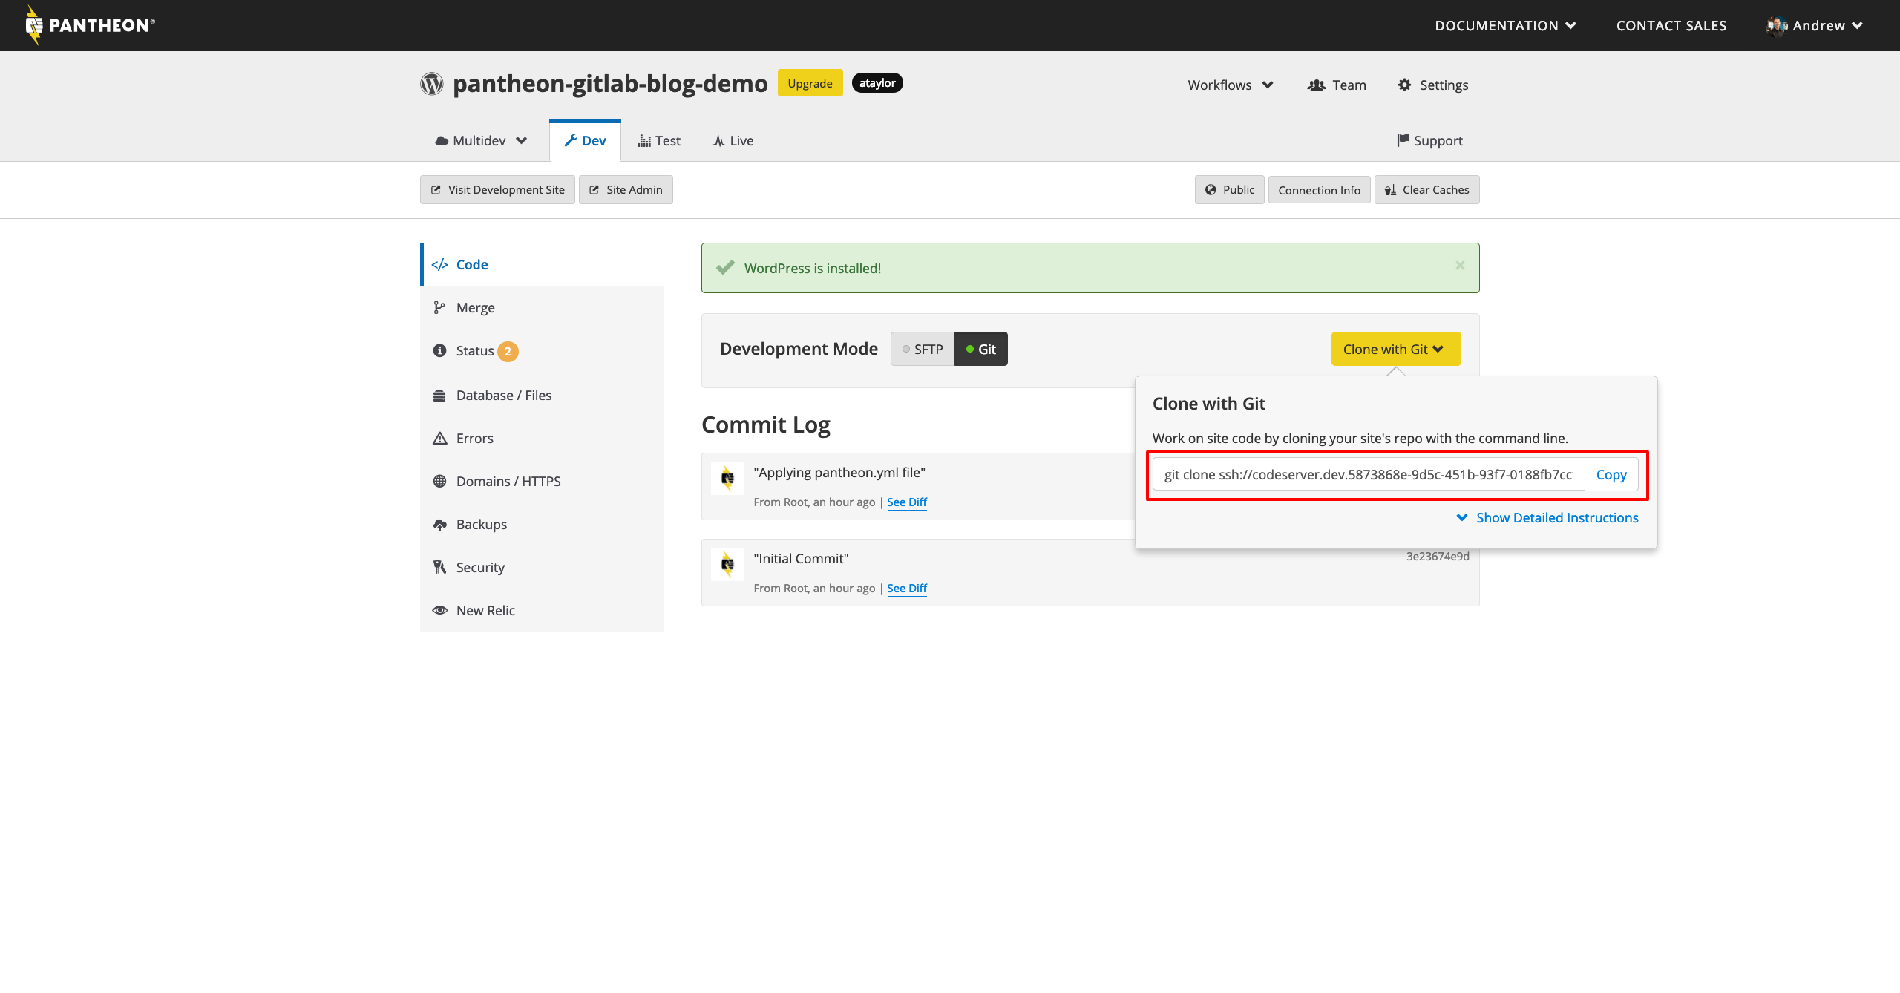 PANTHEON®
DOCUMENTATION
CONTACT SALES
Andrew
pantheon-gitlab-blog-demo
Upgrade
ataylor
Workflows
Team
Settings
Multidev
Dev
Test
Live
Support
Visit Development Site
Site Admin
Public
Connection Info
Clear Caches
Code
Merge
Status 2
Database / Files
Errors
Domains / HTTPS
Backups
Security
New Relic
WordPress is installed!
×
Development Mode
SFTP
Git
Clone with Git
Clone with Git
Work on site code by cloning your site's repo with the command line.
git clone ssh://codeserver.dev.5873868e-9d5c-451b-93f7-0188fb7cc
Copy
Show Detailed Instructions
Commit Log
"Applying pantheon.yml file"
From Root, an hour ago | See Diff
"Initial Commit"
3e23674e9d
From Root, an hour ago | See Diff